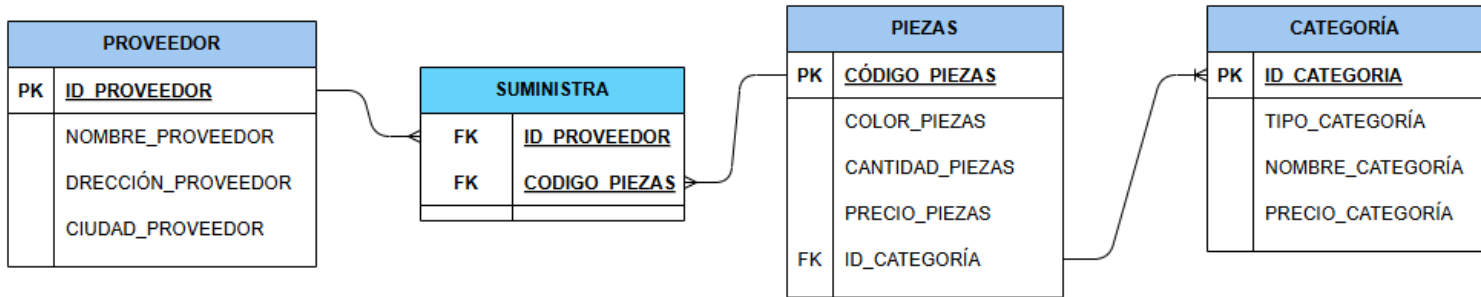 PROVEEDOR
PK ID_PROVEEDOR
NOMBRE_PROVEEDOR
DRECCIÓN_PROVEEDOR
CIUDAD_PROVEEDOR
SUMINISTRA
FK ID_PROVEEDOR
FK CODIGO_PIEZAS
PIEZAS
PK CÓDIGO_PIEZAS
COLOR_PIEZAS
CANTIDAD_PIEZAS
PRECIO_PIEZAS
FK ID_CATEGORÍA
CATEGORÍA
PK ID_CATEGORIA
TIPO_CATEGORÍA
NOMBRE_CATEGORÍA
PRECIO_CATEGORÍA